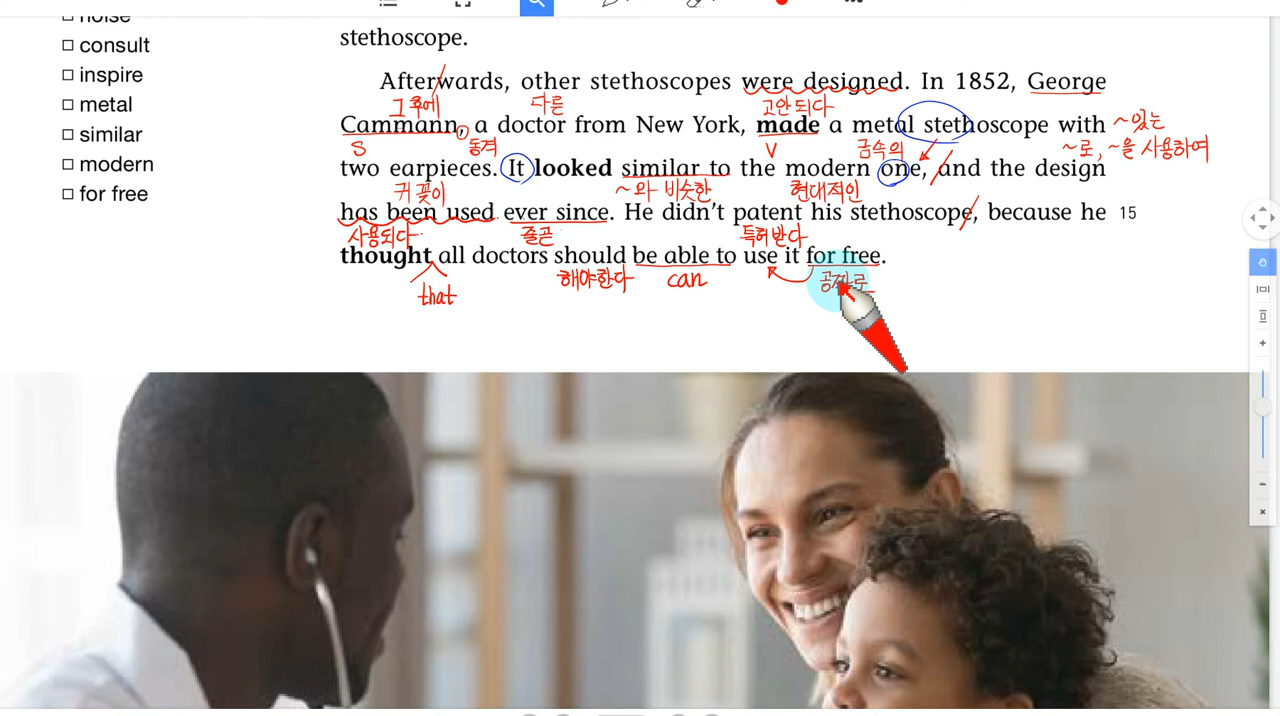 noise
consult
inspire
metal
similar
modern
for free
stethoscope.
Afterwards, other stethoscopes were designed. In 1852, George
그 후에 다른 고안되다
Cammann, a doctor from New York, made a metal stethoscope with ~있는
S 동격 V 금속의 ~로, ~을 사용하여
two earpieces. It looked similar to the modern one, and the design
귀 꽂이 ~와 비슷한 현대적인
has been used ever since. He didn't patent his stethoscope, because he 15
사용되다 줄곧 특허받다
thought all doctors should be able to use it for free.
that 해야한다 can 공짜로